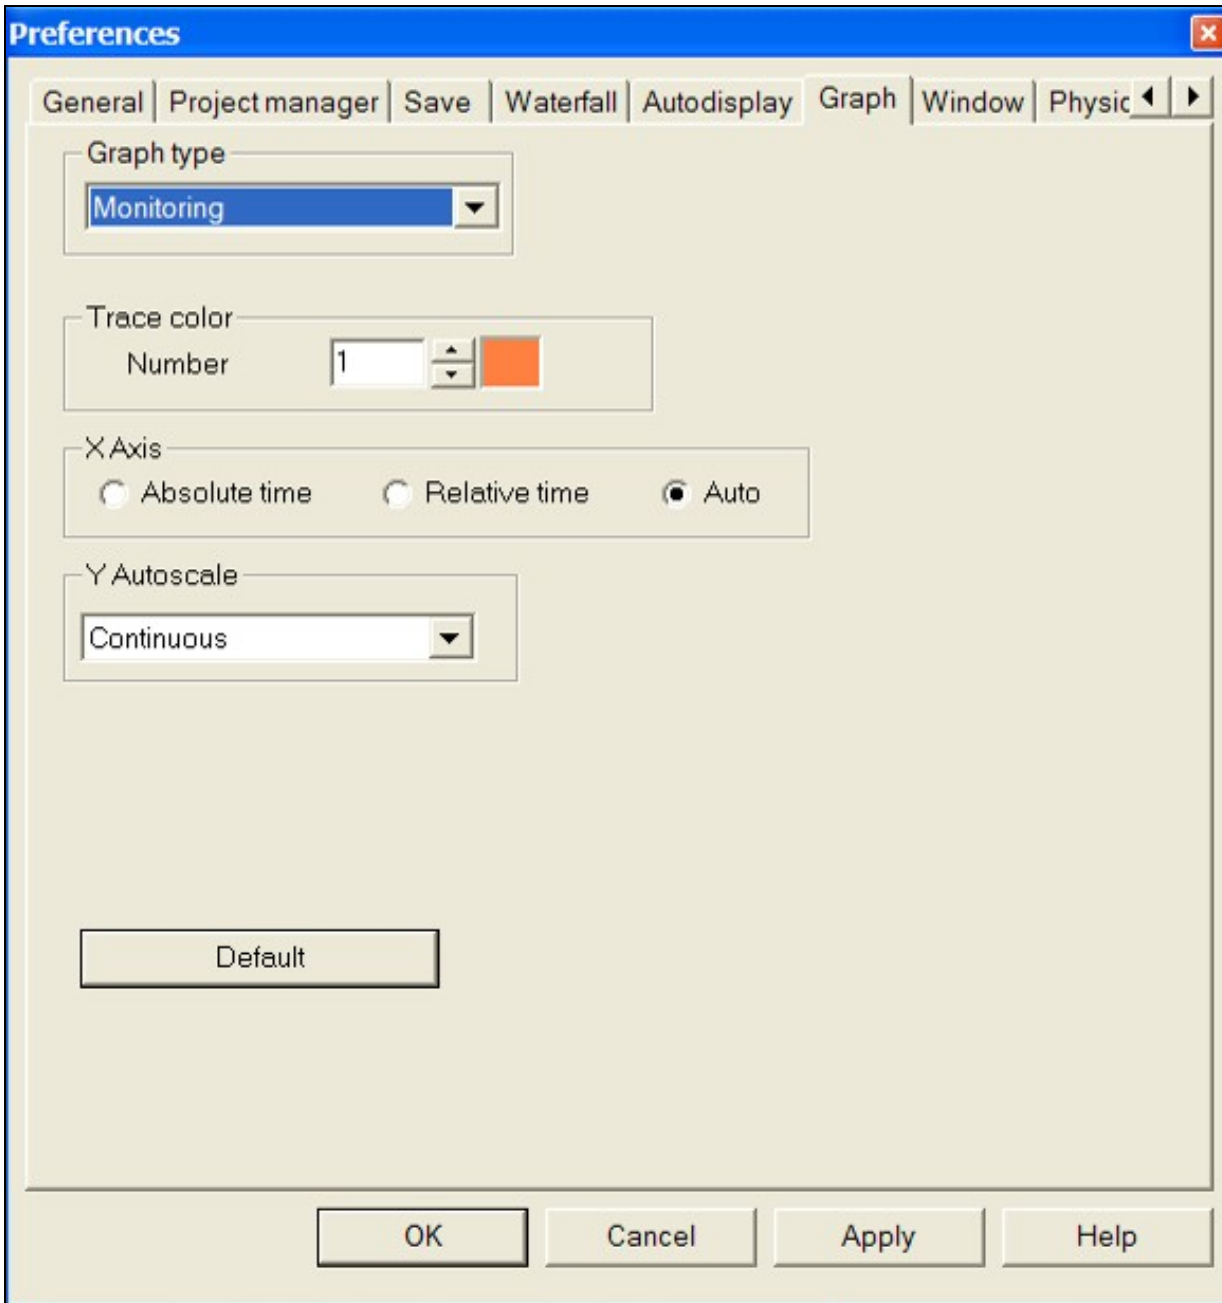 Preferences
General Project manager Save Waterfall Autodisplay Graph Window Physic
Graph type
Monitoring
Trace color
Number 1
X Axis
Absolute time Relative time Auto
Y Autoscale
Continuous
Default
OK Cancel Apply Help